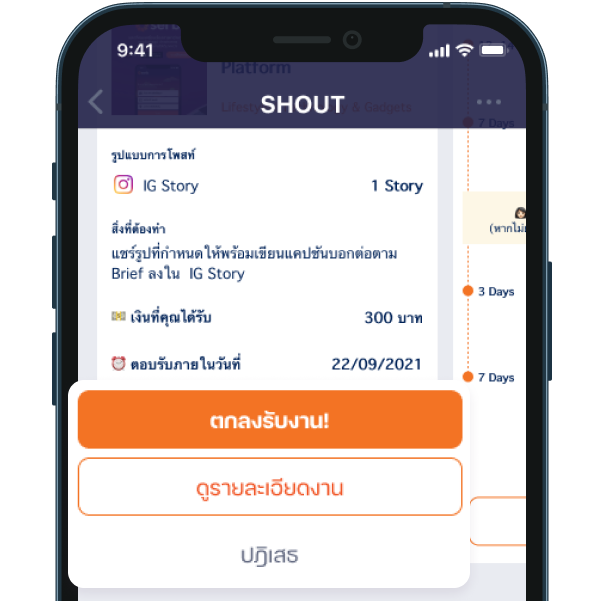 9:41
Platform
SHOUT
Lifesty
& Gadgets
7 Days
รูปแบบการโพสท์
IG Story
1 Story
สิ่งที่ต้องทำ
แชร์รูปที่กำหนดให้พร้อมเขียนแคปชันบอกต่อตาม
Brief ลงใน IG Story
เงินที่คุณได้รับ
300 บาท
ตอบรับภายในวันที่
22/09/2021
(หากไม่
3 Days
7 Days
ตกลงรับงาน!
ดูรายละเอียดงาน
ปฏิเสธ